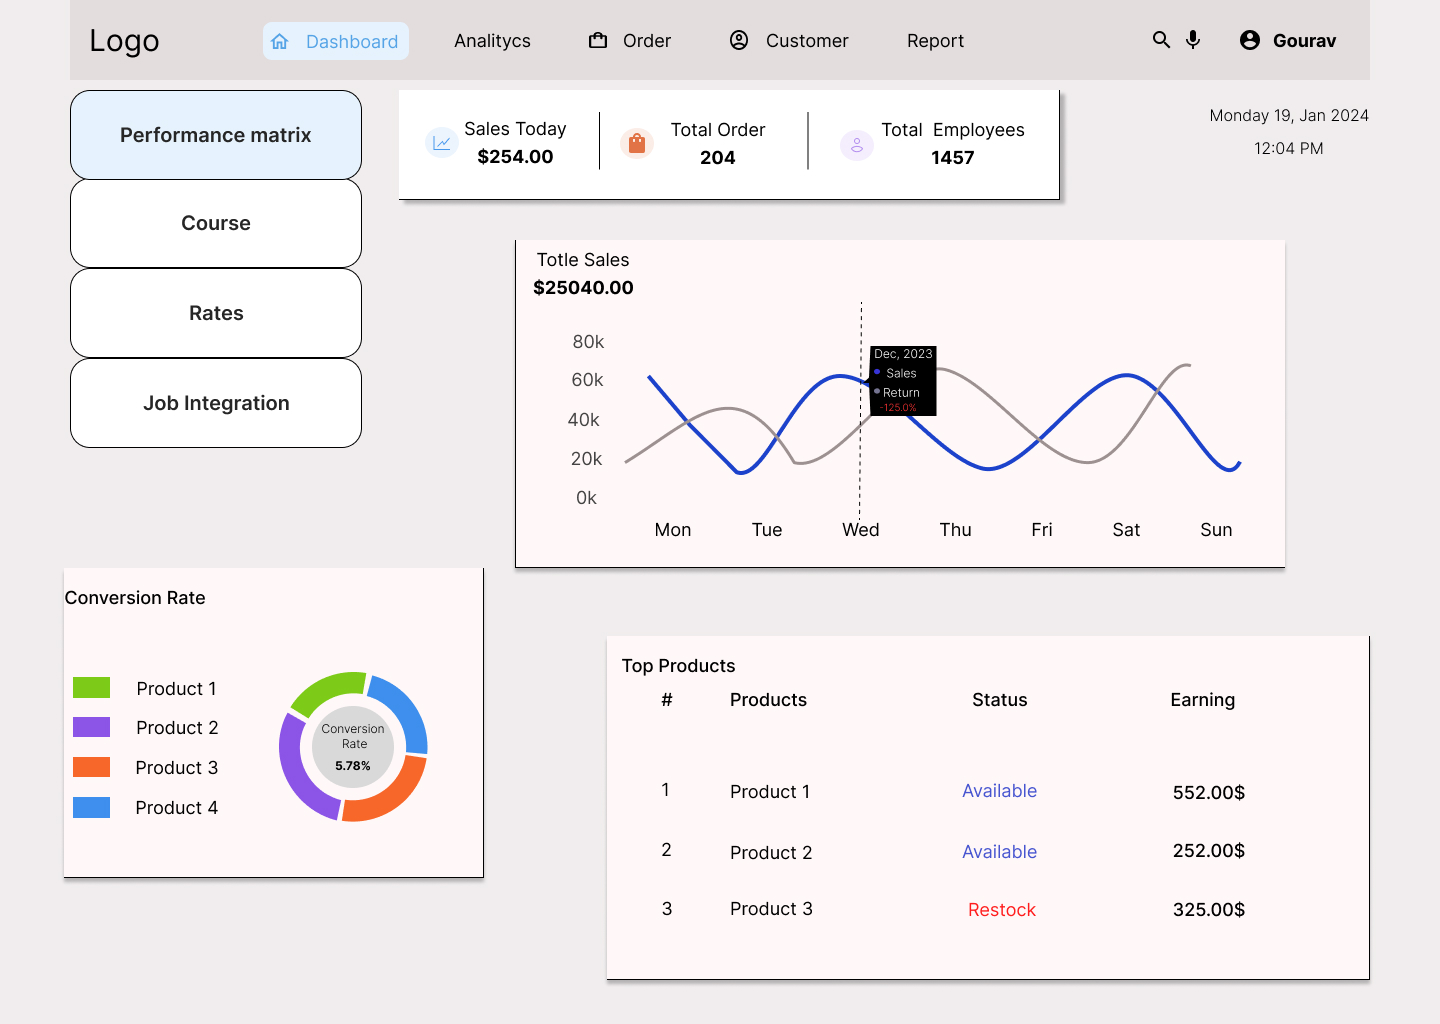 Logo
Dashboard
Analitycs
Order
Customer
Report
Gourav
Performance matrix
Course
Rates
Job Integration
Sales Today
$254.00
Total Order
204
Total  Employees
1457
Monday 19, Jan 2024
12:04 PM
Totle Sales
$25040.00
80k
60k
40k
20k
0k
Dec, 2023
Sales
Return
-125.0%
Mon Tue Wed Thu Fri Sat Sun
Conversion Rate
Product 1
Product 2
Product 3
Product 4
Conversion
Rate
5.78%
Top Products
# Products Status Earning
1 Product 1 Available 552.00$
2 Product 2 Available 252.00$
3 Product 3 Restock 325.00$